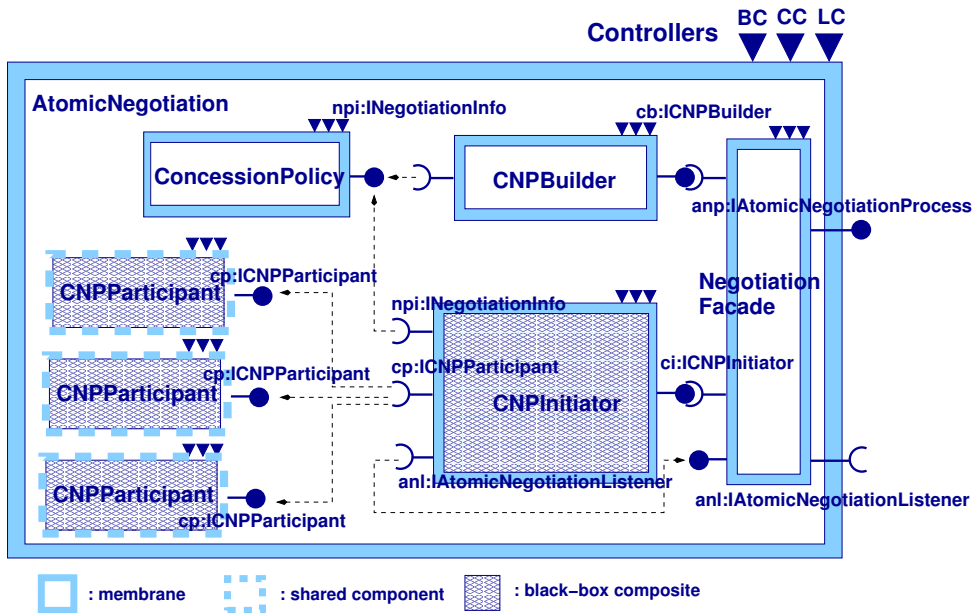 BC CC LC
Controllers
AtomicNegotiation
npi:INegotiationInfo
cb:ICNPBuilder
ConcessionPolicy
CNPBuilder
anp:IAtomicNegotiationProcess
cp:ICNPParticipant
CNPParticipant
Negotiation
Facade
npi:INegotiationInfo
cp:ICNPParticipant
cp:ICNPParticipant
ci:ICNPInitiator
CNPParticipant
CNPInitiator
CNPParticipant
anl:IAtomicNegotiationListener
anl:IAtomicNegotiationListener
cp:ICNPParticipant
: membrane
: shared component
: black-box composite